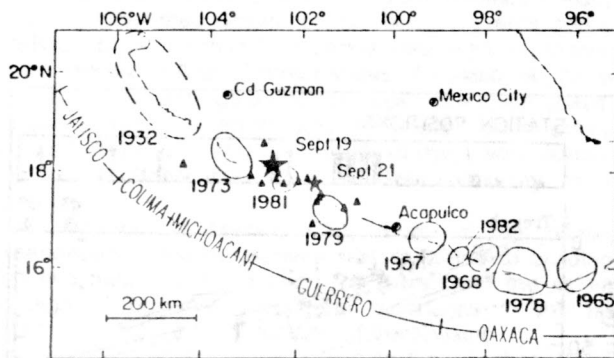 106°W 104° 102° 100° 98° 96°
20°N
Cd Guzman
Mexico City
1932
Sept 19
JALISCO
18°
1973
Sept 21
1981
COLIMA
MICHOACAN
Acapulco
1982
1979
1957
1968
16°
GUERRERO
1978
1965
200 km
OAXACA